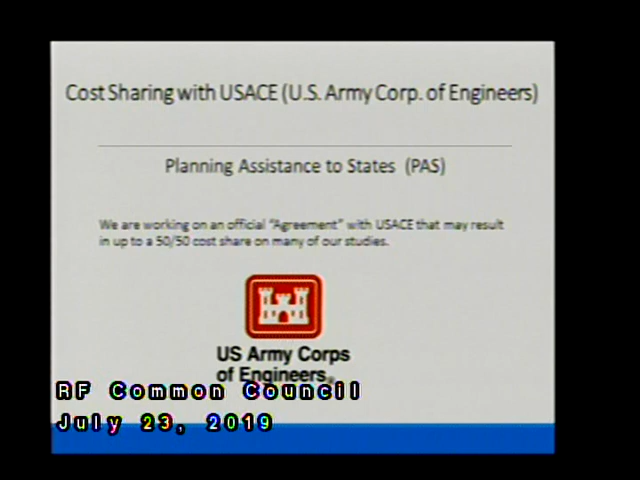 Cost Sharing with USACE (U.S. Army Corp. of Engineers)
Planning Assistance to States (PAS)
We are working on an official "Agreement" with USACE that may result
in up to a 50/50 cost share on many of our studies.
US Army Corps
of Engineers®
RF Common Council
July 23, 2019